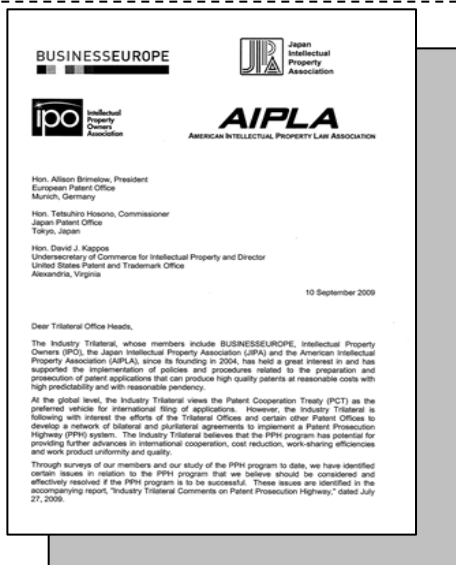 BUSINESSEUROPE
JIPA
Japan
Intellectual
Property
Association
ipo
Intellectual
Property
Owners
Association
AIPLA
AMERICAN INTELLECTUAL PROPERTY LAW ASSOCIATION
Hon. Allison Brimelow, President
European Patent Office
Munich, Germany
Hon. Tetsuhiro Hosono, Commissioner
Japan Patent Office
Tokyo, Japan
Hon. David J. Kappos
Undersecretary of Commerce for Intellectual Property and Director
United States Patent and Trademark Office
Alexandria, Virginia
10 September 2009
Dear Trilateral Office Heads,
The Industry Trilateral, whose members include BUSINESSEUROPE, Intellectual Property
Owners (IPO), the Japan Intellectual Property Association (JIPA) and the American Intellectual
Property Association (AIPLA), since its founding in 2004, has held a great interest in and has
supported the implementation of policies and procedures related to the preparation and
prosecution of patent applications that can produce high quality patents at reasonable costs with
high predictability and with reasonable pendency.
At the global level, the Industry Trilateral views the Patent Cooperation Treaty (PCT) as the
preferred vehicle for international filing of applications. However, the Industry Trilateral is
following with interest the efforts of the Trilateral Offices and certain other Patent Offices to
develop a network of bilateral and plurilateral agreements to implement a Patent Prosecution
Highway (PPH) system. The Industry Trilateral believes that the PPH program has potential for
providing further advances in international cooperation, cost reduction, work-sharing efficiencies
and work product uniformity and quality.
Through surveys of our members and our study of the PPH program to date, we have identified
certain issues in relation to the PPH program that we believe should be considered and
effectively resolved if the PPH program is to be successful. These issues are identified in the
accompanying report, "Industry Trilateral Comments on Patent Prosecution Highway," dated July
27, 2009.